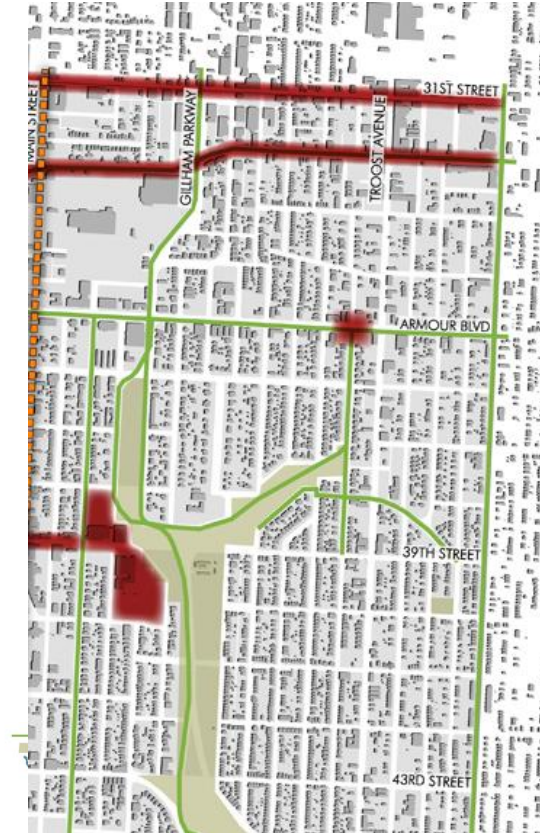 31ST STREET
MAIN STREET
GILLHAM PARKWAY
TROOST AVENUE
ARMOUR BLVD
39TH STREET
43RD STREET